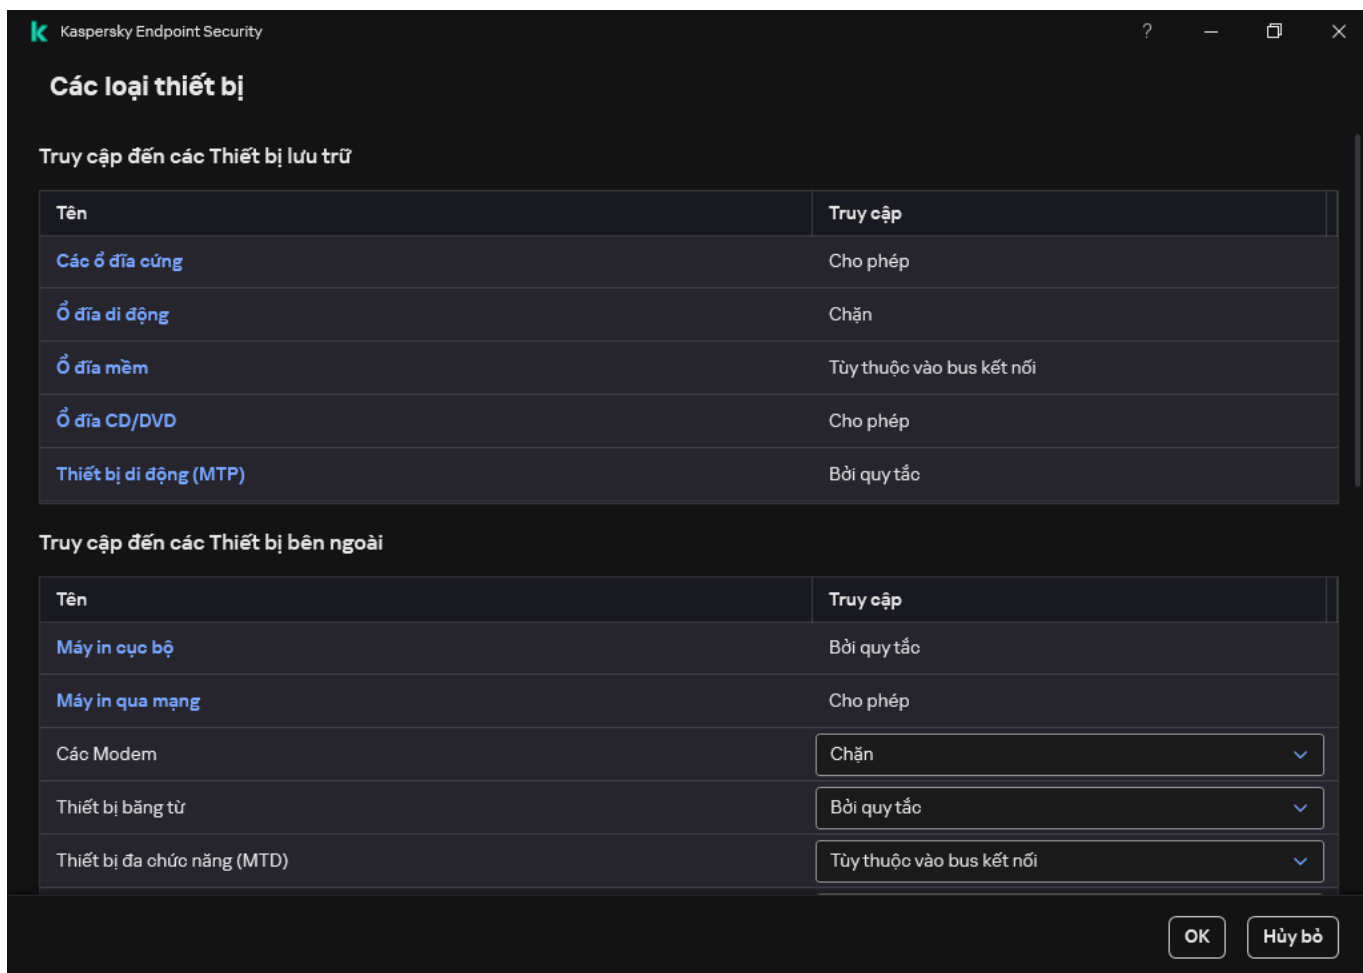 Kaspersky Endpoint Security
?
Các loại thiết bị
Truy cập đến các Thiết bị lưu trữ
Tên Truy cập
Các ổ đĩa cứng Cho phép
Ổ đĩa di động Chặn
Ổ đĩa mềm Tùy thuộc vào bus kết nối
Ổ đĩa CD/DVD Cho phép
Thiết bị di động (MTP) Bởi quy tắc
Truy cập đến các Thiết bị bên ngoài
Tên Truy cập
Máy in cục bộ Bởi quy tắc
Máy in qua mạng Cho phép
Các Modem Chặn
Thiết bị băng từ Bởi quy tắc
Thiết bị đa chức năng (MTD) Tùy thuộc vào bus kết nối
OK Hủy bỏ